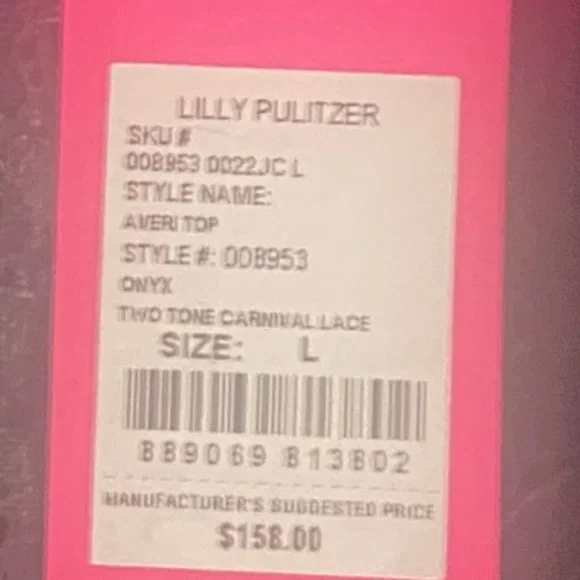 LILLY PULITZER
SKU #
008953 0022JC L
STYLE NAME:
AVERI TOP
STYLE #: 008953
ONYX
TWO TONE CARNIVAL LACE
SIZE: L
889069 813802
MANUFACTURER'S SUGGESTED PRICE
$158.00